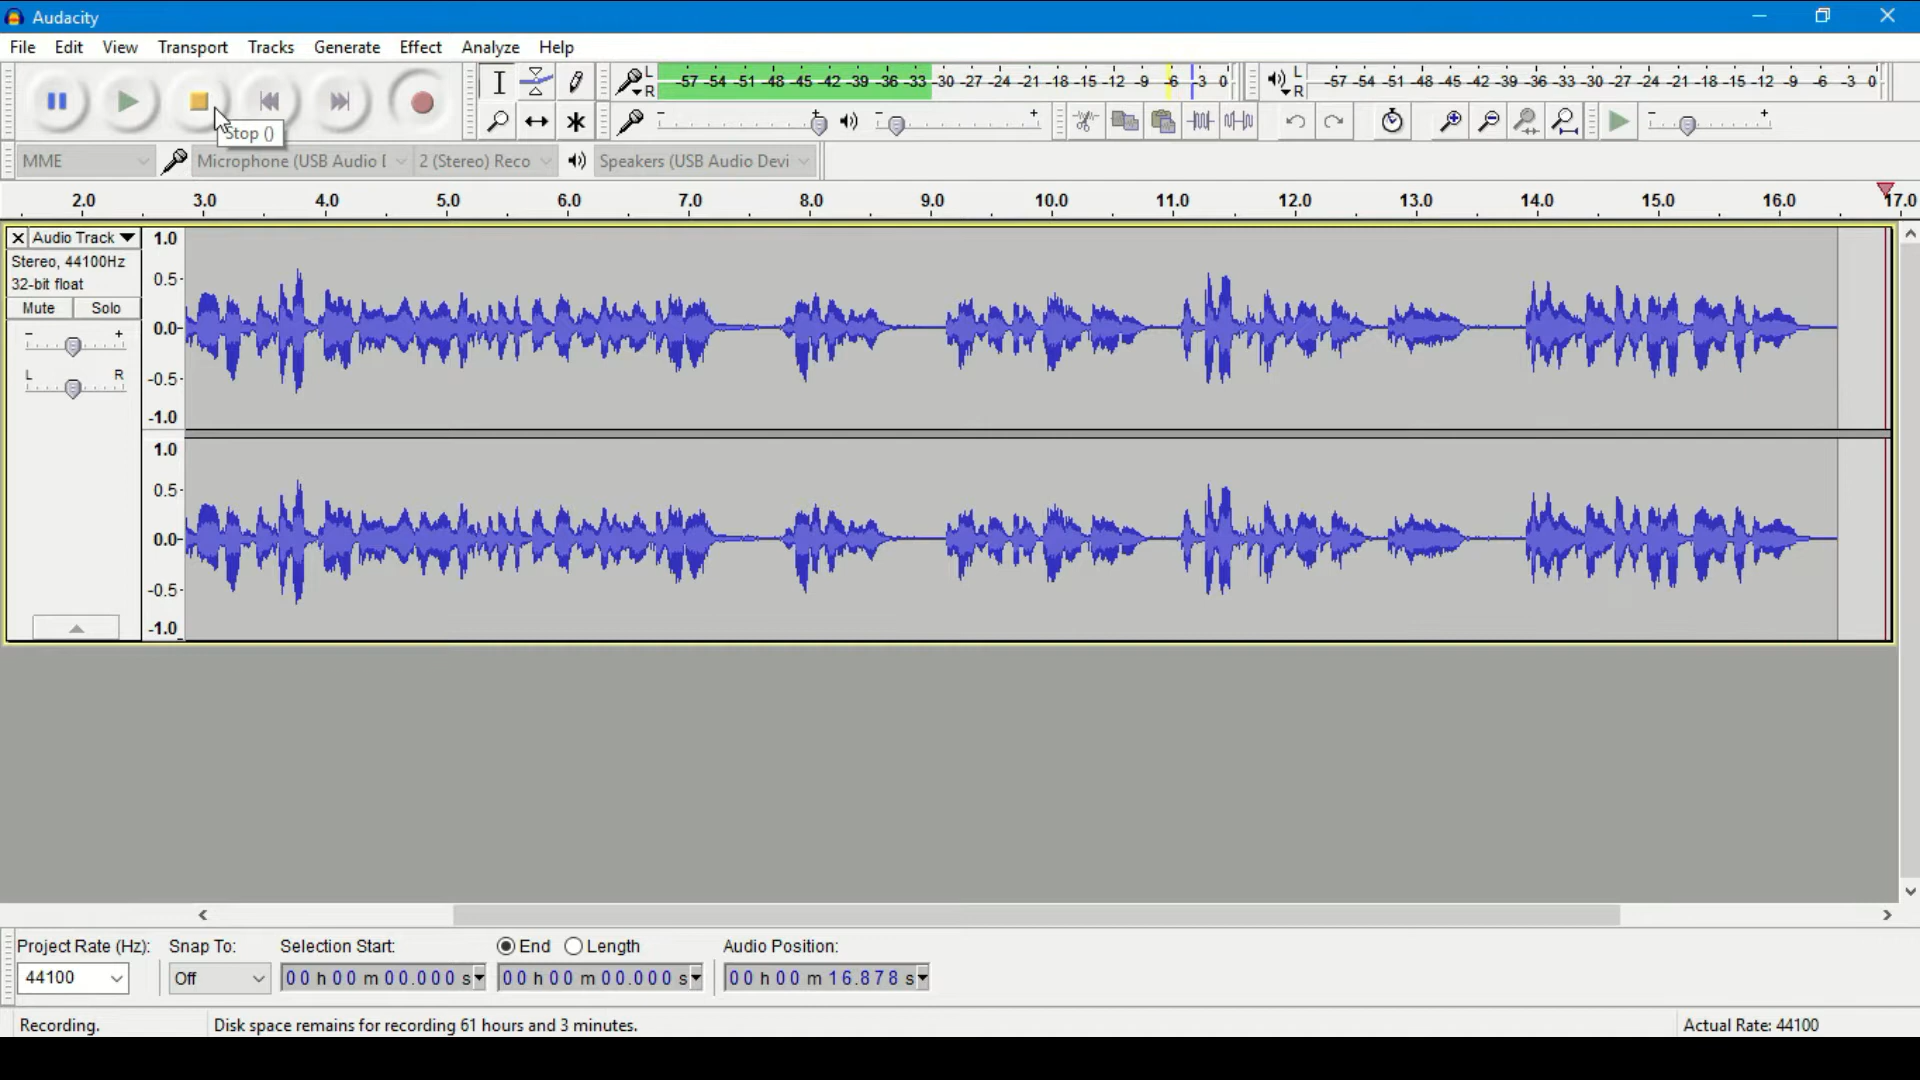 Audacity
File Edit View Transport Tracks Generate Effect Analyze Help
L -57 -54 -51 -48 -45 -42 -39 -36 -33 -30 -27 -24 -21 -18 -15 -12 -9 -6 -3 0
R
L -57 -54 -51 -48 -45 -42 -39 -36 -33 -30 -27 -24 -21 -18 -15 -12 -9 -6 -3 0
R
Stop ()
- + - + - +
MME Microphone (USB Audio 2 (Stereo) Reco Speakers (USB Audio Devi
2.0 3.0 4.0 5.0 6.0 7.0 8.0 9.0 10.0 11.0 12.0 13.0 14.0 15.0 16.0 17.0
Audio Track
Stereo, 44100Hz
32-bit float
Mute Solo
- +
L R
1.0
0.5-
0.0-
-0.5-
-1.0
1.0
0.5-
0.0-
-0.5-
-1.0
Project Rate (Hz): Snap To: Selection Start: End Length Audio Position:
44100 Off 00 h 00 m 00.000 s 00 h 00 m 00.000 s 00 h 00 m 16.878 s
Recording. Disk space remains for recording 61 hours and 3 minutes. Actual Rate: 44100